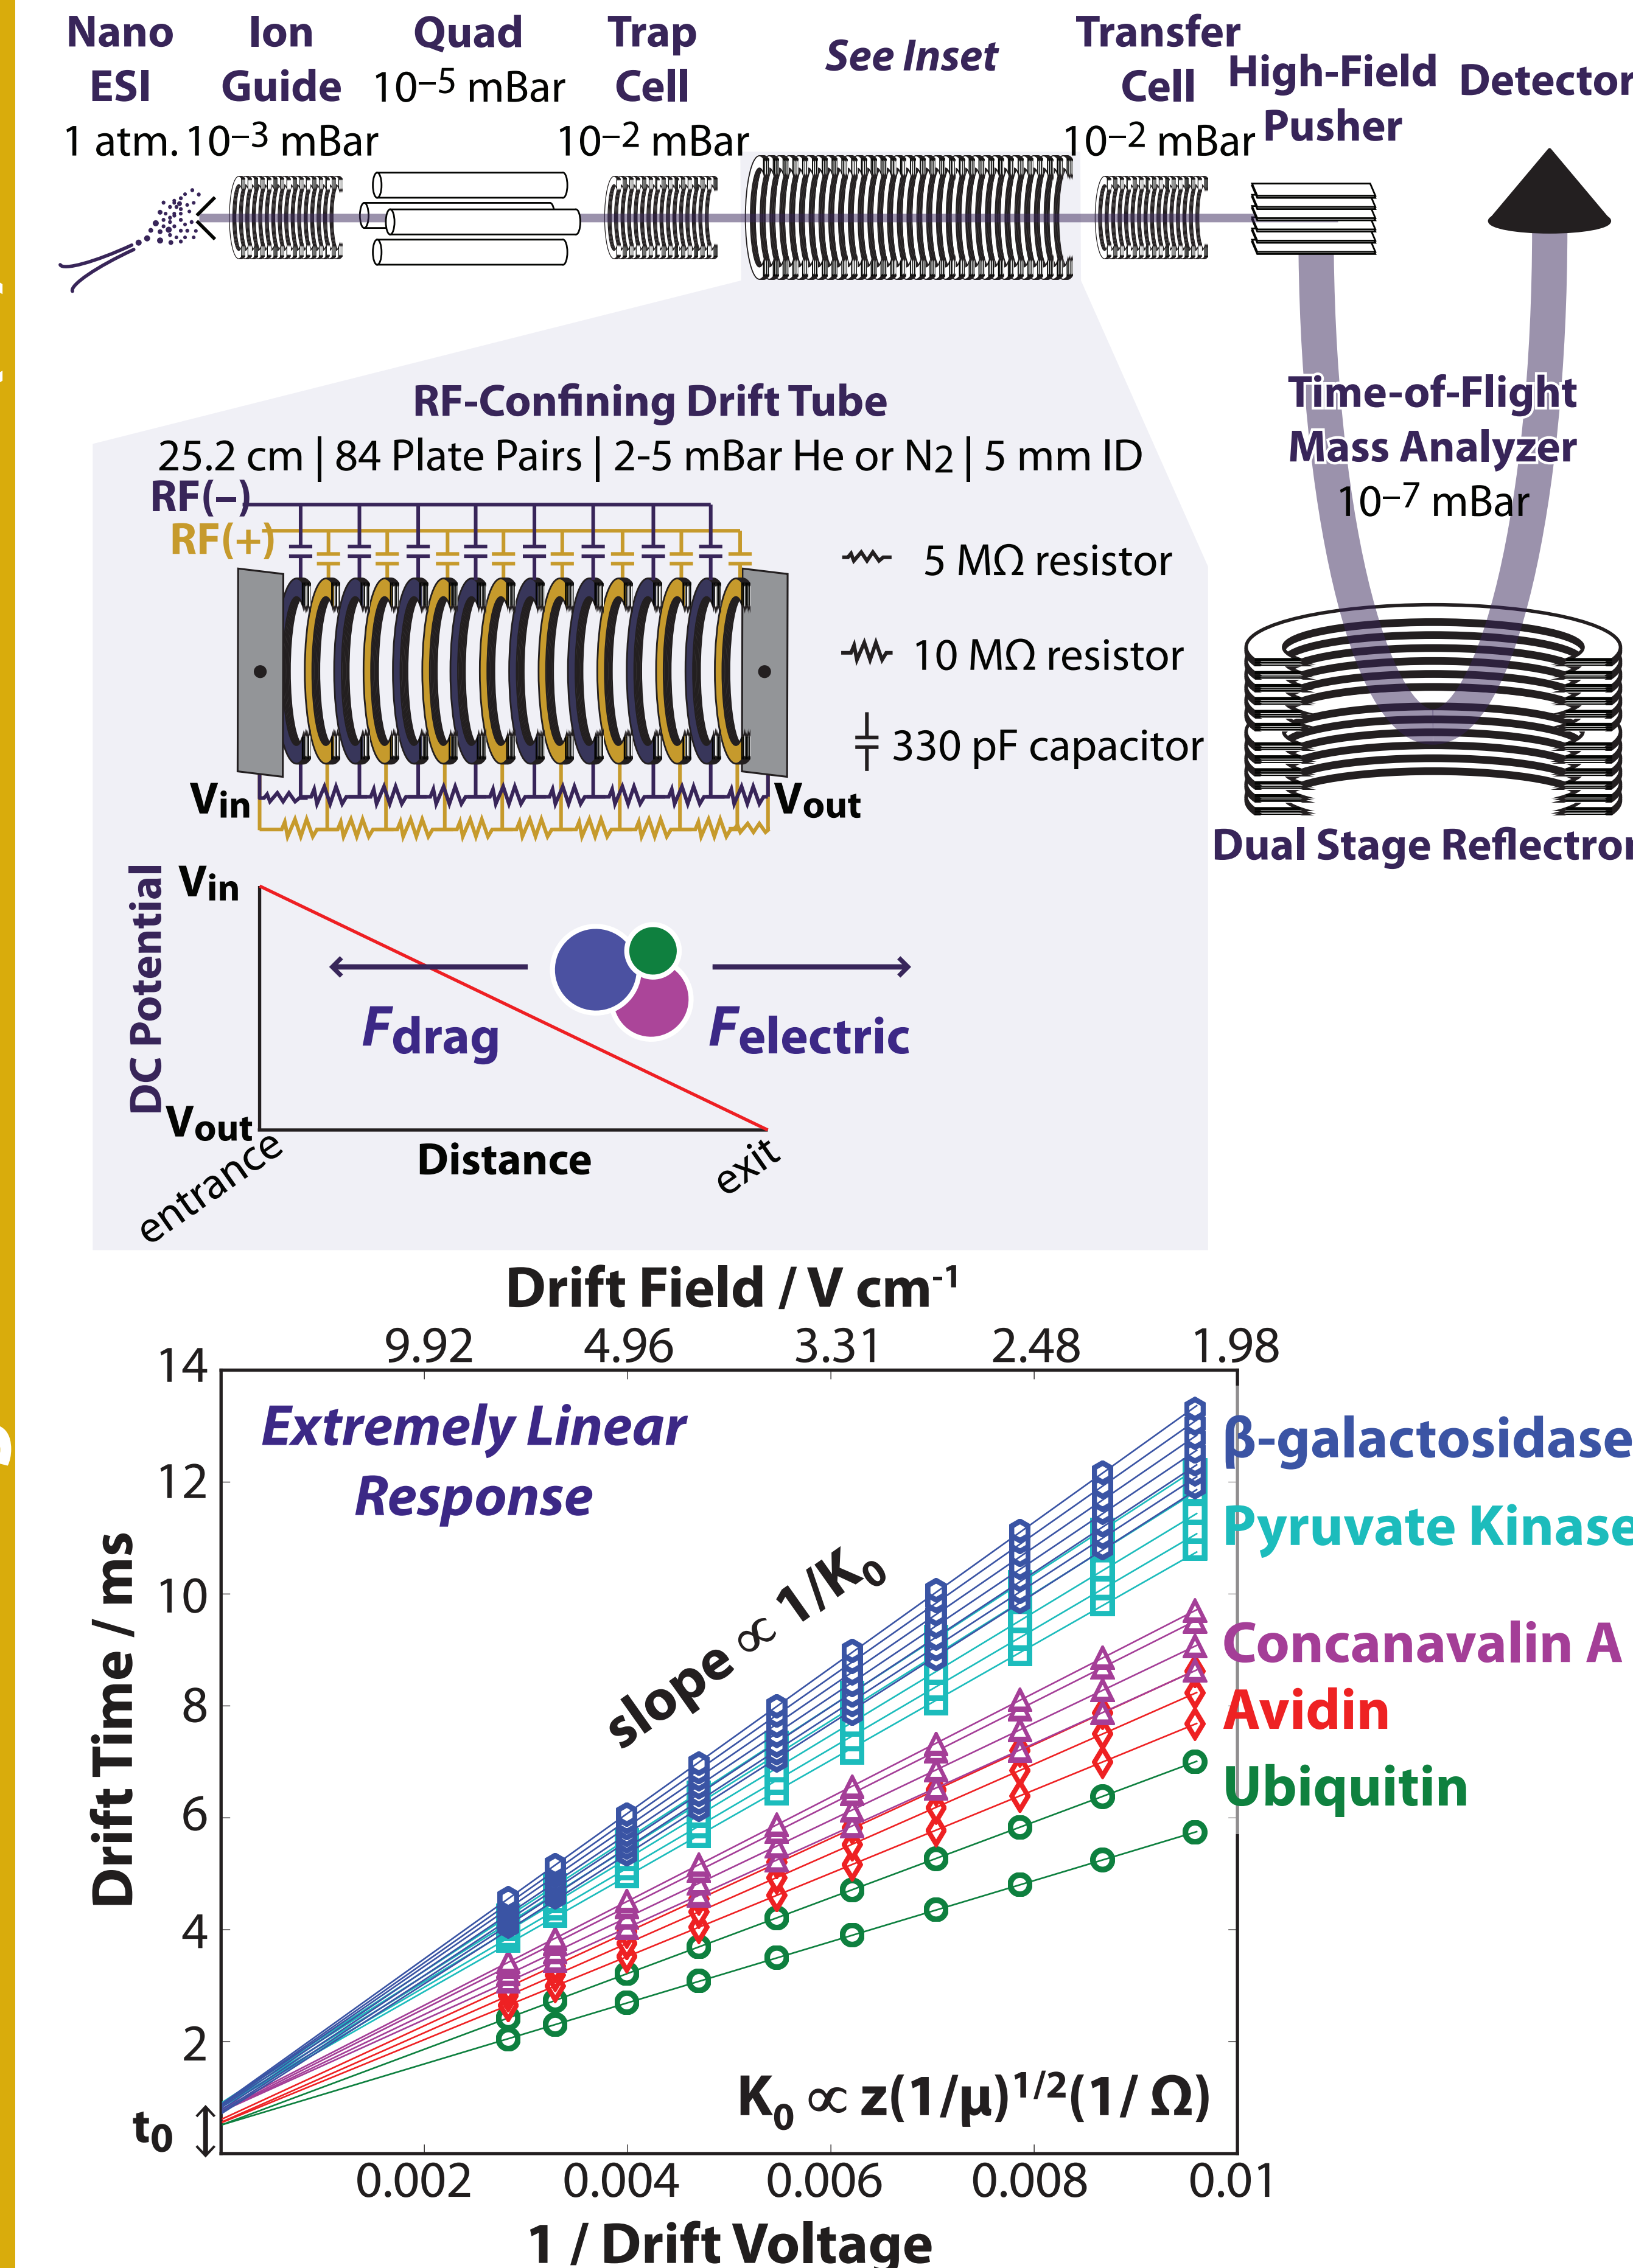 Nano
ESI
1 atm.
Ion
Guide
10–3 mBar
Quad
10–5 mBar
Trap
Cell
10–2 mBar
See Inset
Transfer
Cell
10–2 mBar
High-Field
Pusher
Detector
RF-Confining Drift Tube
25.2 cm | 84 Plate Pairs | 2-5 mBar He or N2 | 5 mm ID
RF(–)
RF(+)
5 MΩ resistor
10 MΩ resistor
330 pF capacitor
Vin
Vout
Time-of-Flight
Mass Analyzer
10–7 mBar
Dual Stage Reflectron
DC Potential
Vin
Vout
Fdrag
Felectric
entrance
Distance
exit
Drift Field / V cm-1
9.92 4.96 3.31 2.48 1.98
Extremely Linear
Response
slope ∝ 1/K0
Drift Time / ms
14
12
10
8
6
4
2
t0
β-galactosidase
Pyruvate Kinase
Concanavalin A
Avidin
Ubiquitin
K0 ∝ z(1/μ)1/2(1/ Ω)
0.002 0.004 0.006 0.008 0.01
1 / Drift Voltage